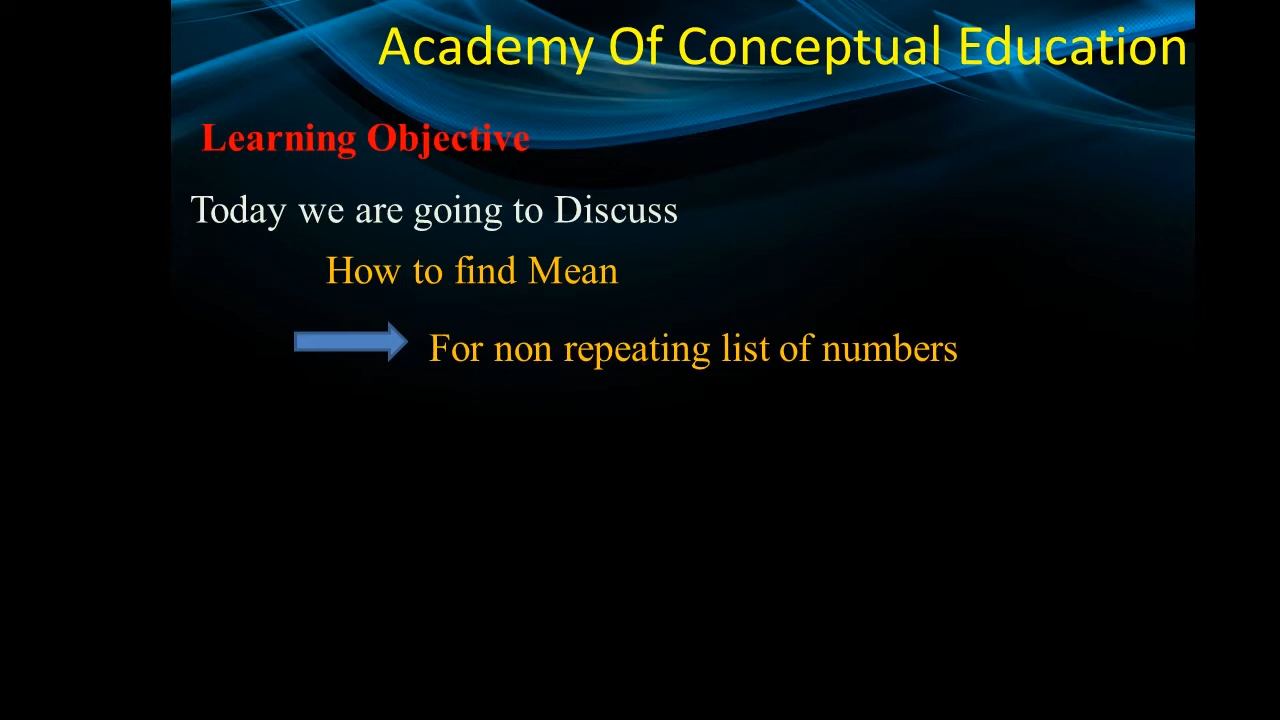 Academy Of Conceptual Education
Learning Objective
Today we are going to Discuss
How to find Mean
For non repeating list of numbers